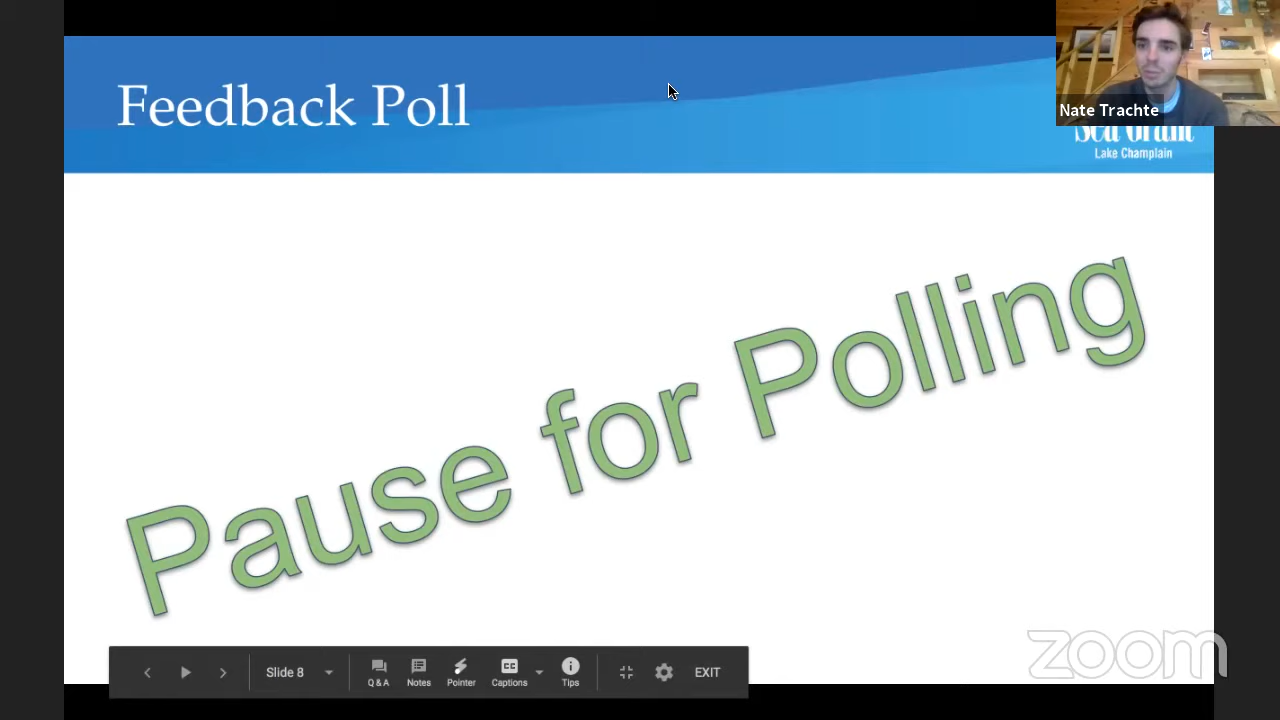 Feedback Poll
Nate Trachte
Sea Grant
Lake Champlain
Pause for Polling
Slide 8
Q & A
Notes
Pointer
Captions
Tips
EXIT
zoom